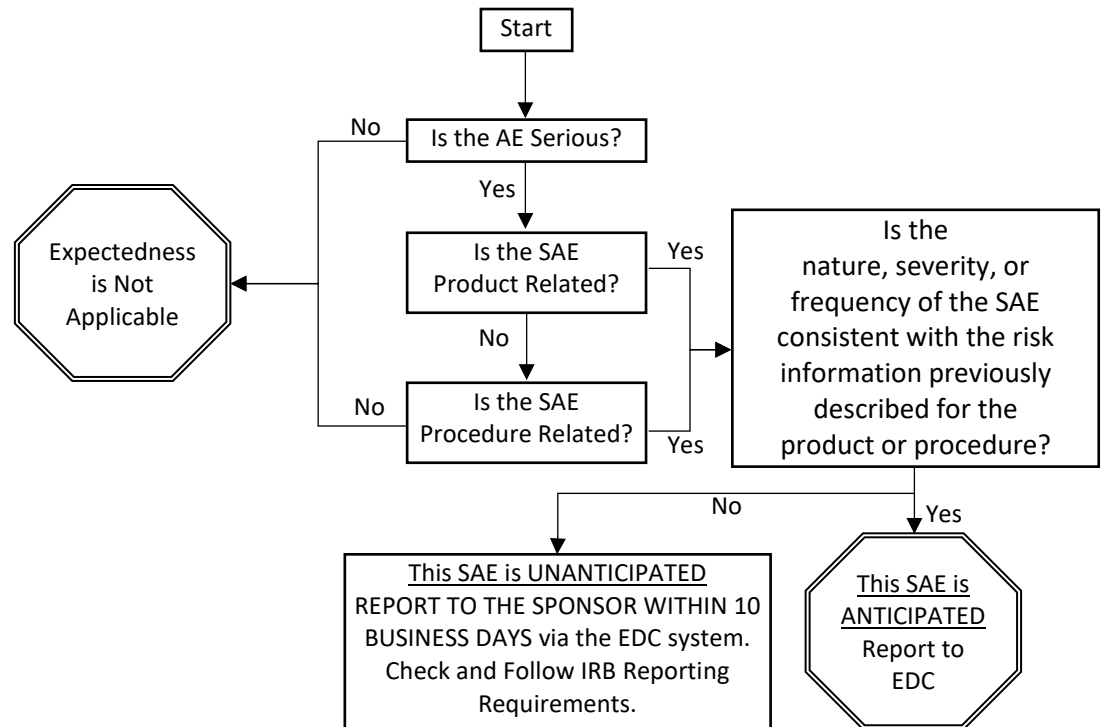 Start
Is the AE Serious?
No
Yes
Expectedness
is Not
Applicable
Is the SAE
Product Related?
Yes
No
Is the SAE
Procedure Related?
No
Yes
Is the
nature, severity, or
frequency of the SAE
consistent with the risk
information previously
described for the
product or procedure?
No
Yes
This SAE is UNANTICIPATED
REPORT TO THE SPONSOR WITHIN 10
BUSINESS DAYS via the EDC system.
Check and Follow IRB Reporting
Requirements.
This SAE is
ANTICIPATED
Report to
EDC